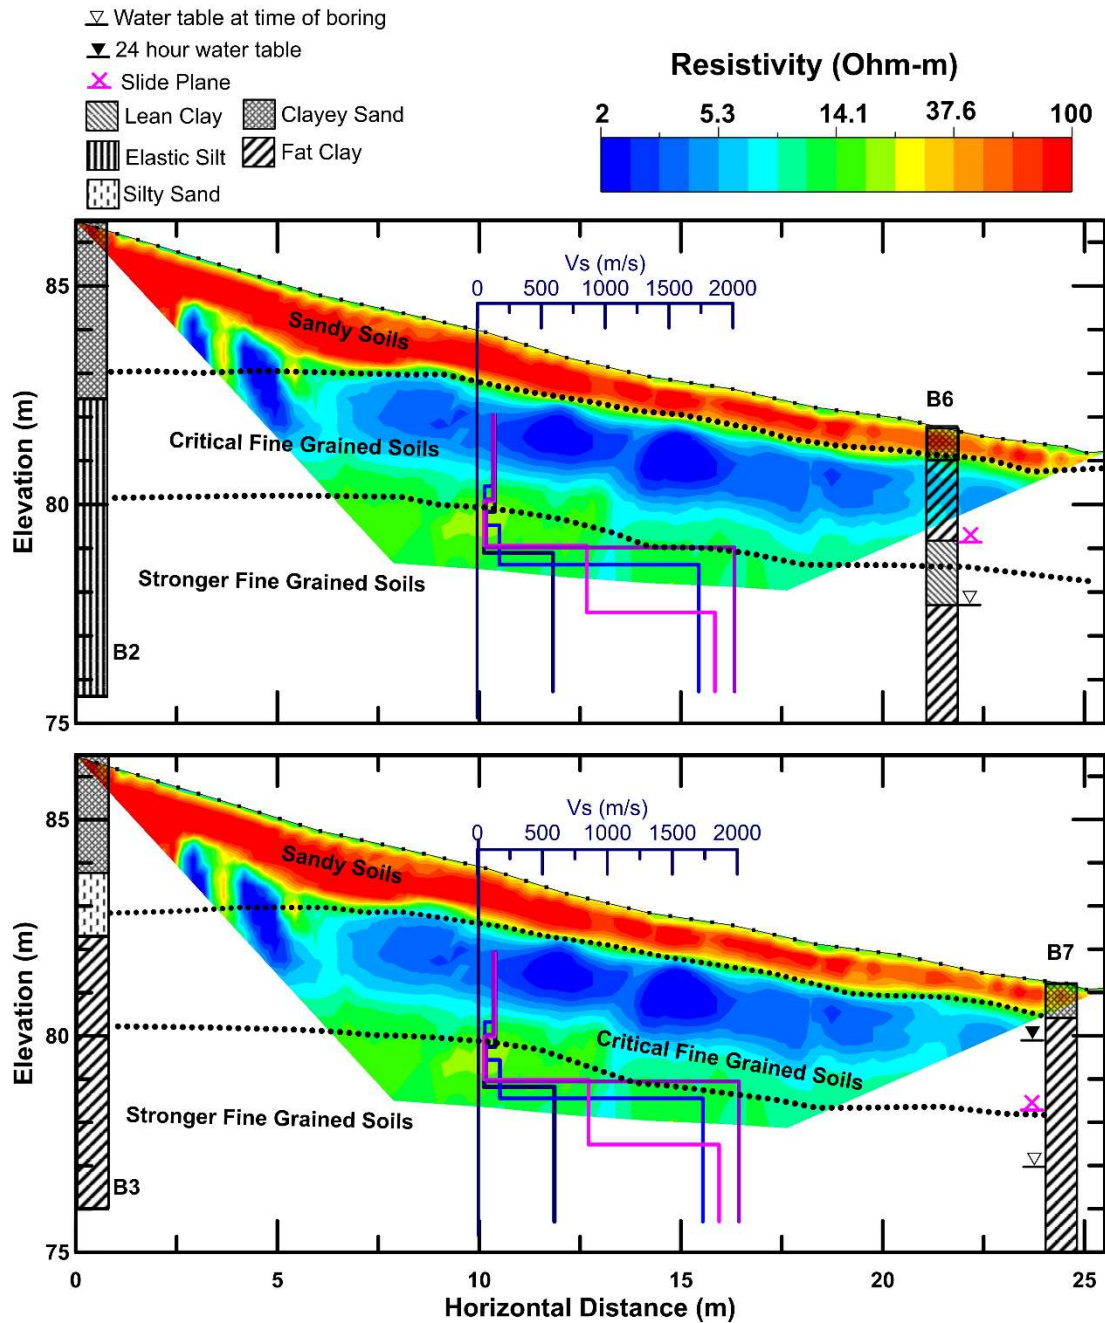 Water table at time of boring
24 hour water table
Slide Plane
Lean Clay Clayey Sand
Elastic Silt Fat Clay
Silty Sand
Resistivity (Ohm-m)
2 5.3 14.1 37.6 100
Vs (m/s)
0 500 1000 1500 2000
Sandy Soils
Critical Fine Grained Soils
Stronger Fine Grained Soils
B2
B6
85
80
75
Elevation (m)
Vs (m/s)
0 500 1000 1500 2000
Sandy Soils
Critical Fine Grained Soils
Stronger Fine Grained Soils
B3
B7
85
80
75
Elevation (m)
0 5 10 15 20 25
Horizontal Distance (m)